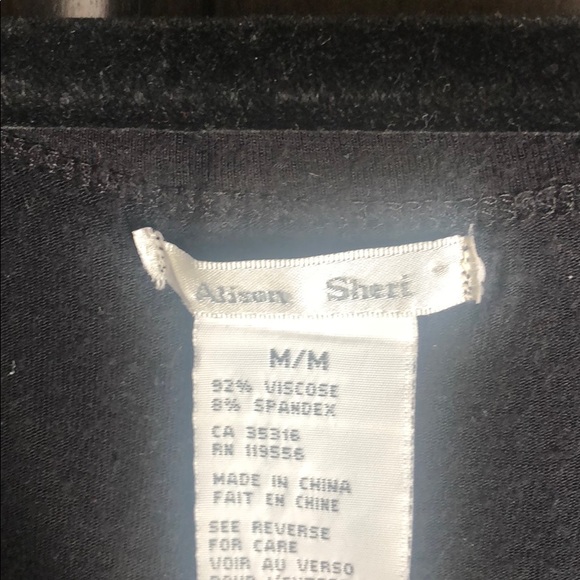 Alison Sheri
M/M
92% VISCOSE
8% SPANDEX
CA 35316
RN 119556
MADE IN CHINA
FAIT EN CHINE
SEE REVERSE
FOR CARE
VOIR AU VERSO